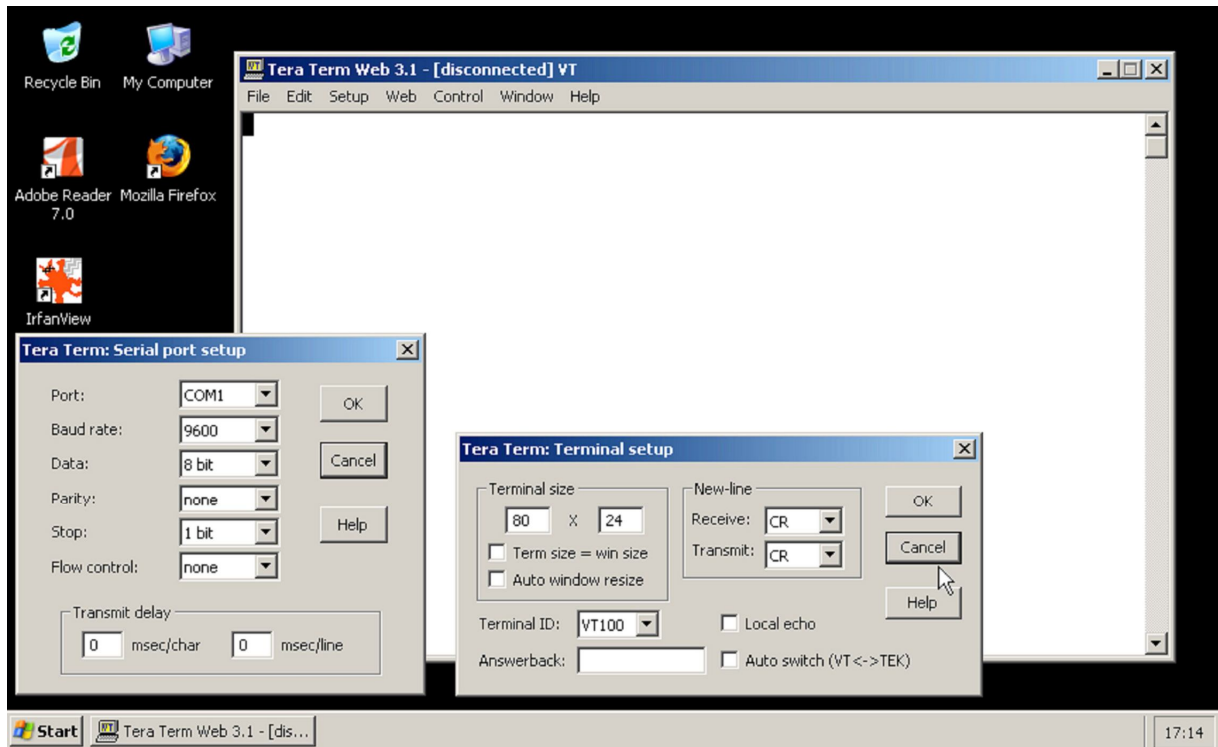 Recycle Bin
My Computer
Adobe Reader 7.0
Mozilla Firefox
IrfanView
VT
Tera Term Web 3.1 - [disconnected] VT
File Edit Setup Web Control Window Help
Tera Term: Serial port setup
Port: COM1
OK
Baud rate: 9600
Data: 8 bit
Cancel
Parity: none
Stop: 1 bit
Help
Flow control: none
Transmit delay
0 msec/char 0 msec/line
Tera Term: Terminal setup
Terminal size
80 X 24
Term size = win size
Auto window resize
New-line
Receive: CR
Transmit: CR
OK
Cancel
Help
Terminal ID: VT100
Local echo
Answerback:
Auto switch (VT<->TEK)
Start
VT
Tera Term Web 3.1 - [dis...
17:14